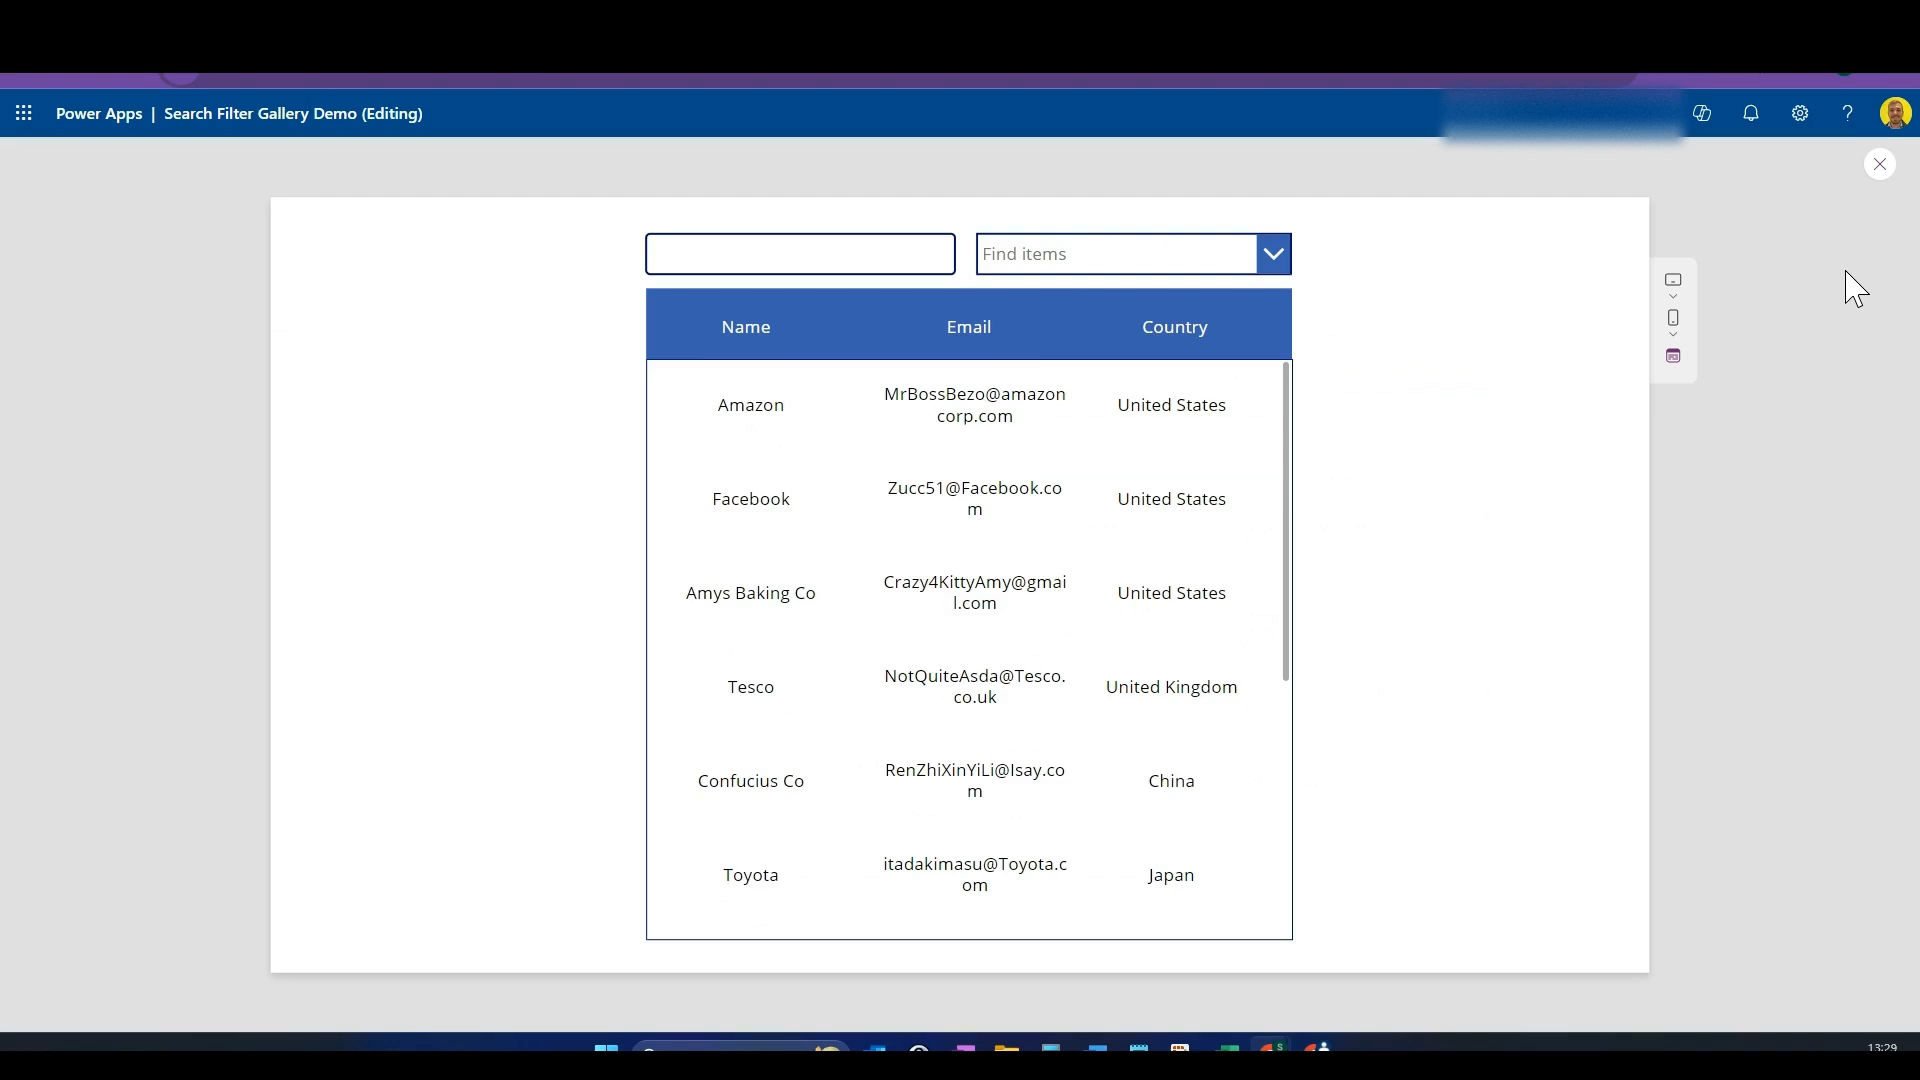 Power Apps | Search Filter Gallery Demo (Editing)
Find items
Name Email Country
Amazon MrBossBezo@amazon United States
corp.com
Facebook Zucc51@Facebook.co United States
m
Amys Baking Co Crazy4KittyAmy@gmai United States
l.com
Tesco NotQuiteAsda@Tesco. United Kingdom
co.uk
Confucius Co RenZhiXinYiLi@Isay.co China
m
Toyota itadakimasu@Toyota.c Japan
om
13:29